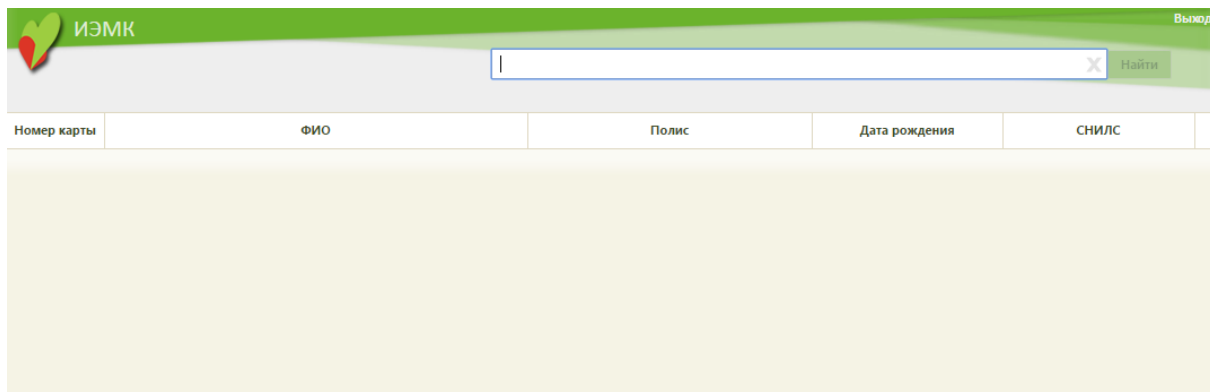 ИЭМК
Выход
Найти
Номер карты ФИО Полис Дата рождения СНИЛС